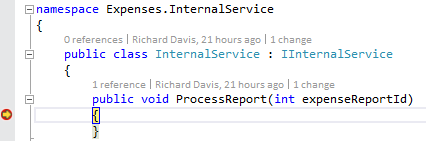 namespace Expenses.InternalService
{
0 references | Richard Davis, 21 hours ago | 1 change
public class InternalService : IInternalService
{
1 reference | Richard Davis, 21 hours ago | 1 change
public void ProcessReport(int expenseReportId)
{
}